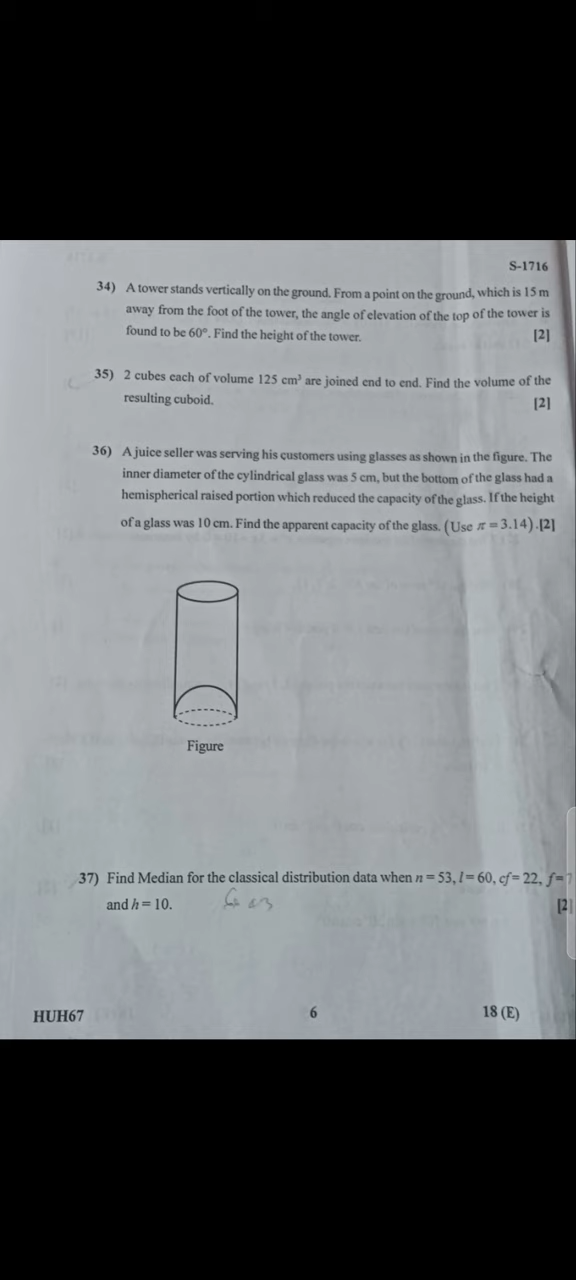 S-1716
34) A tower stands vertically on the ground. From a point on the ground, which is 15 m
away from the foot of the tower, the angle of elevation of the top of the tower is
found to be 60°. Find the height of the tower. [2]
35) 2 cubes each of volume 125 cm³ are joined end to end. Find the volume of the
resulting cuboid. [2]
36) A juice seller was serving his customers using glasses as shown in the figure. The
inner diameter of the cylindrical glass was 5 cm, but the bottom of the glass had a
hemispherical raised portion which reduced the capacity of the glass. If the height
of a glass was 10 cm. Find the apparent capacity of the glass. (Use π = 3.14).[2]
Figure
37) Find Median for the classical distribution data when n = 53, l = 60, cf = 22, f = 7
and h = 10. [2]
HUH67 6 18 (E)